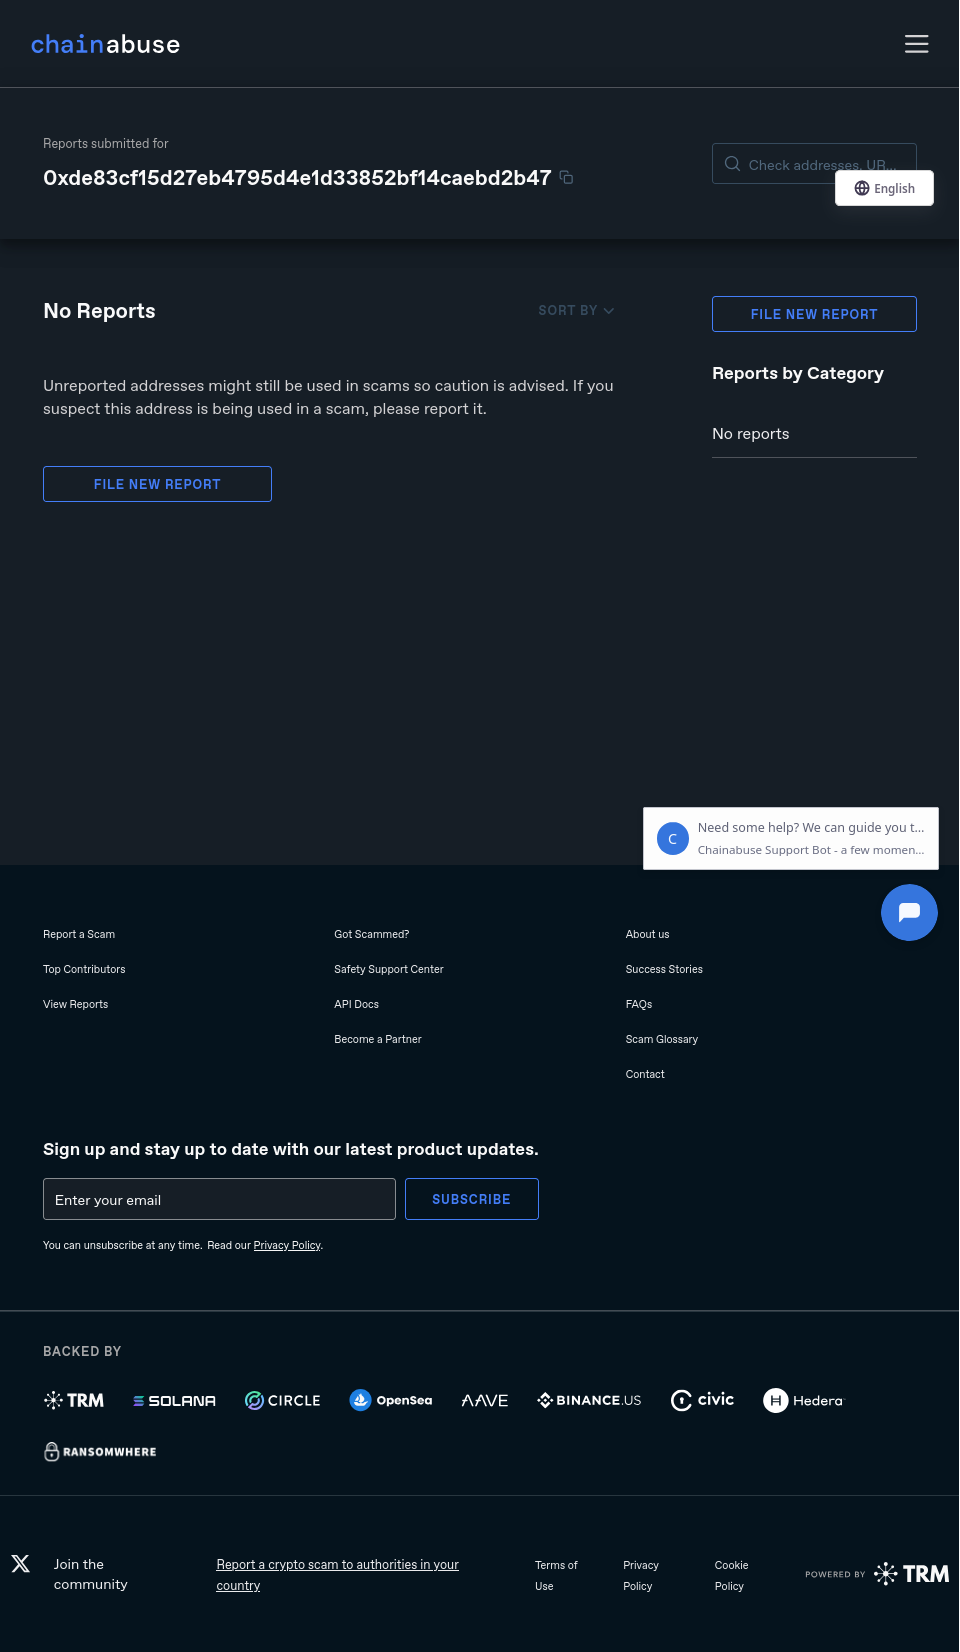 chainabuse
Reports submitted for
0xde83cf15d27eb4795d4e1d33852bf14caebd2b47
Check addresses, UR...
English
No Reports
SORT BY
FILE NEW REPORT
Unreported addresses might still be used in scams so caution is advised. If you
suspect this address is being used in a scam, please report it.
FILE NEW REPORT
Reports by Category
No reports
Need some help? We can guide you t...
C
Chainabuse Support Bot - a few momen...
Report a Scam
Top Contributors
View Reports
Got Scammed?
Safety Support Center
API Docs
Become a Partner
About us
Success Stories
FAQs
Scam Glossary
Contact
Sign up and stay up to date with our latest product updates.
Enter your email
SUBSCRIBE
You can unsubscribe at any time. Read our Privacy Policy.
BACKED BY
TRM
SOLANA
CIRCLE
OpenSea
AAVE
BINANCE.US
civic
H Hedera
RANSOMWHERE
Join the
community
Report a crypto scam to authorities in your
country
Terms of
Use
Privacy
Policy
Cookie
Policy
POWERED BY
TRM